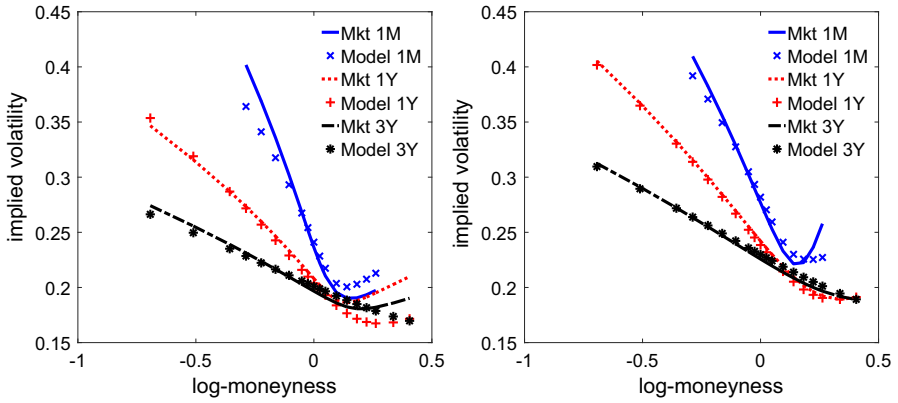 0.45
0.4
0.35
0.3
0.25
0.2
0.15
-1
-0.5
0
0.5
implied volatility
log-moneyness
Mkt 1M
Model 1M
Mkt 1Y
Model 1Y
Mkt 3Y
Model 3Y
0.45
0.4
0.35
0.3
0.25
0.2
0.15
-1
-0.5
0
0.5
implied volatility
log-moneyness
Mkt 1M
Model 1M
Mkt 1Y
Model 1Y
Mkt 3Y
Model 3Y